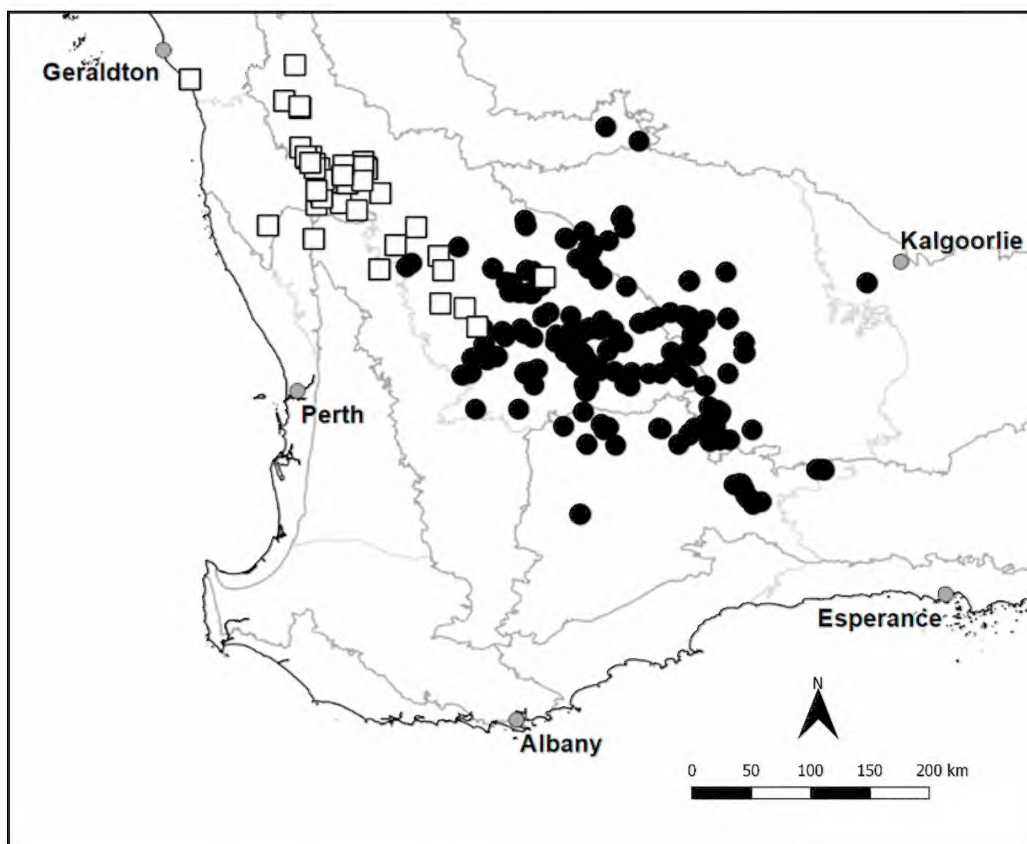 Geraldton
Kalgoorlie
Perth
Esperance
N
Albany
0 50 100 150 200 km